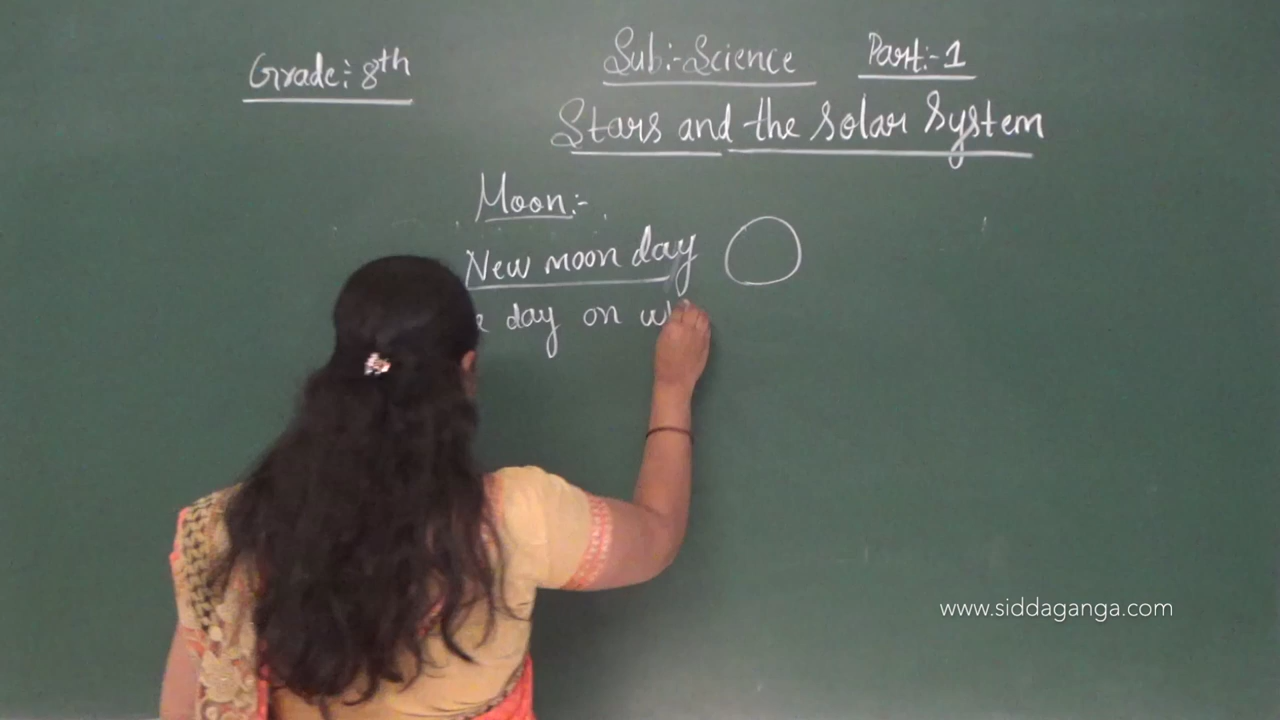 Grade: 8th
Sub:-Science Part:-1
Stars and the Solar System
Moon:-
New moon day
day on
www.siddaganga.com